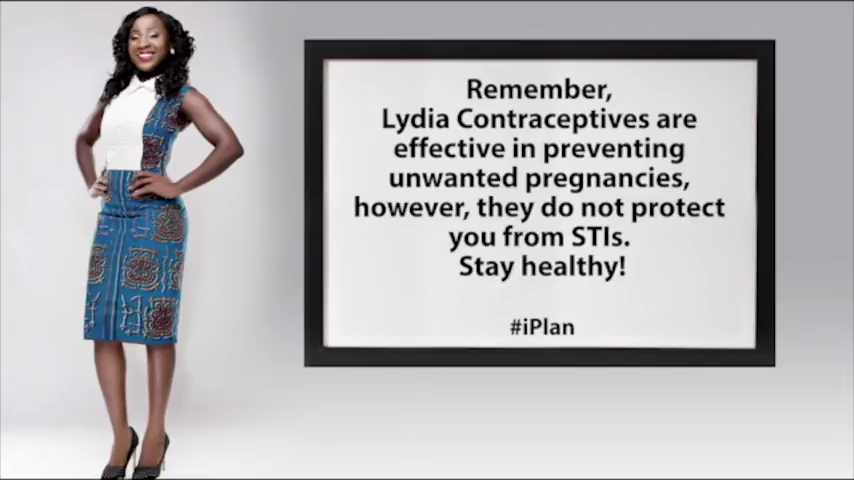 Remember,
Lydia Contraceptives are
effective in preventing
unwanted pregnancies,
however, they do not protect
you from STIs.
Stay healthy!
#iPlan